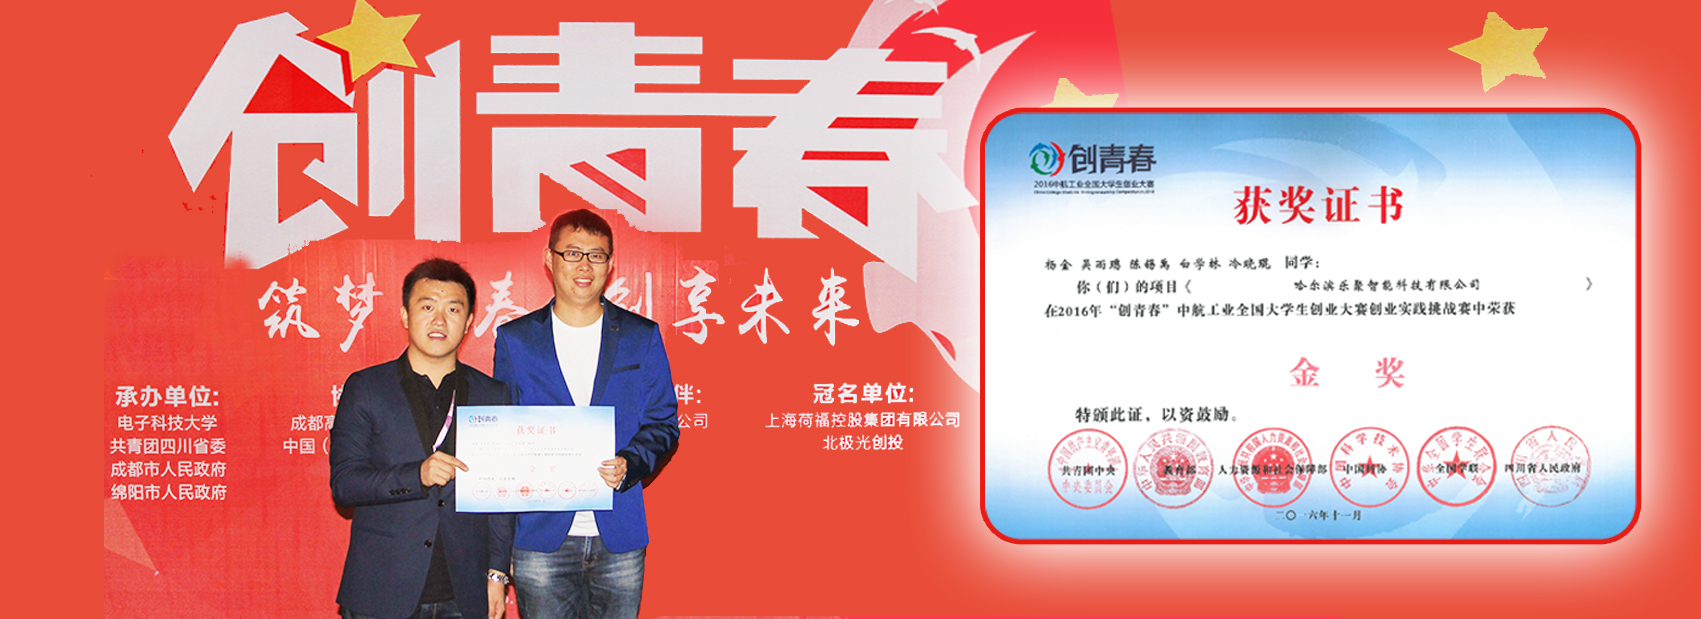 创青春
筑梦 春 创享未来
承办单位:
电子科技大学
共青团四川省委
成都市人民政府
绵阳市人民政府
成都高
中国(
伴:
公司
冠名单位:
上海荷福控股集团有限公司
北极光创投
创青春
获奖证书
创青春
2016中航工业全国大学生创业大赛
获奖证书
杨金 吴雨璁 陈锡禹 白学林 冷晓琨 同学:
你(们)的项目《 哈尔滨乐聚智能科技有限公司 》
在2016年“创青春”中航工业全国大学生创业大赛创业实践挑战赛中荣获
金 奖
特颁此证,以资鼓励。
共青团中央 教育部 人力资源和社会保障部 中国科协 全国学联 四川省人民政府
二〇一六年十一月